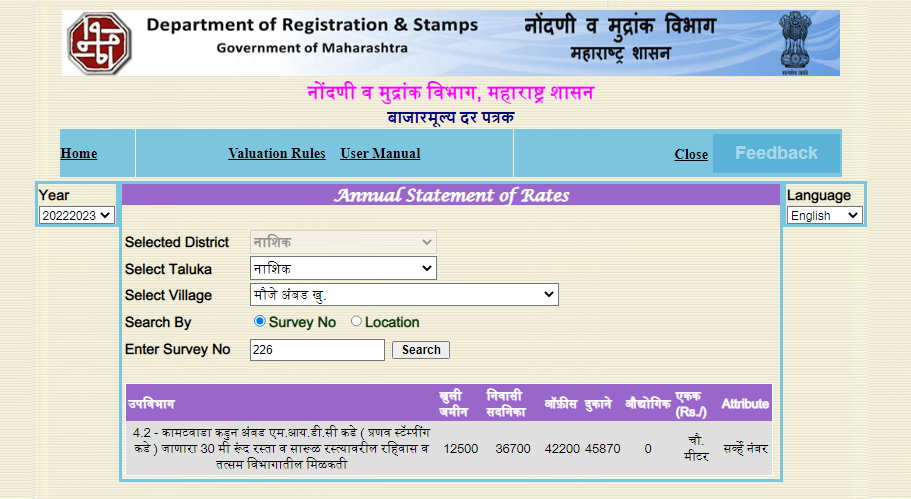 Department of Registration & Stamps
Government of Maharashtra
नोंदणी व मुद्रांक विभाग
महाराष्ट्र शासन
नोंदणी व मुद्रांक विभाग, महाराष्ट्र शासन
बाजारमूल्य दर पत्रक
Home Valuation Rules User Manual Close Feedback
Year
20222023
Annual Statement of Rates
Language
English
Selected District नाशिक
Select Taluka नाशिक
Select Village मौजे अंबड खु.
Search By Survey No Location
Enter Survey No 226 Search
उपविभाग खुली जमीन निवासी सदनिका ऑफ़ीस दुकाने औद्योगिक एकक (Rs./) Attribute
4.2 - कामटवाडा कडुन अंबड एम.आय.डी.सी कडे ( प्रणव स्टॅम्पींग
कडे ) जाणारा 30 मी रूंद रस्ता व सारूळ रस्त्यावरील रहिवास व
तत्सम विभागातील मिळकती
12500 36700 42200 45870 0 चौ. मीटर सर्व्हे नंबर